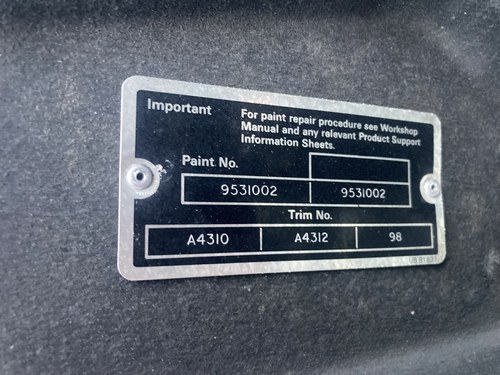 Important
For paint repair procedure see Workshop
Manual and any relevant Product Support
Information Sheets.
Paint No.
9531002 9531002
Trim No.
A4310 A4312 98